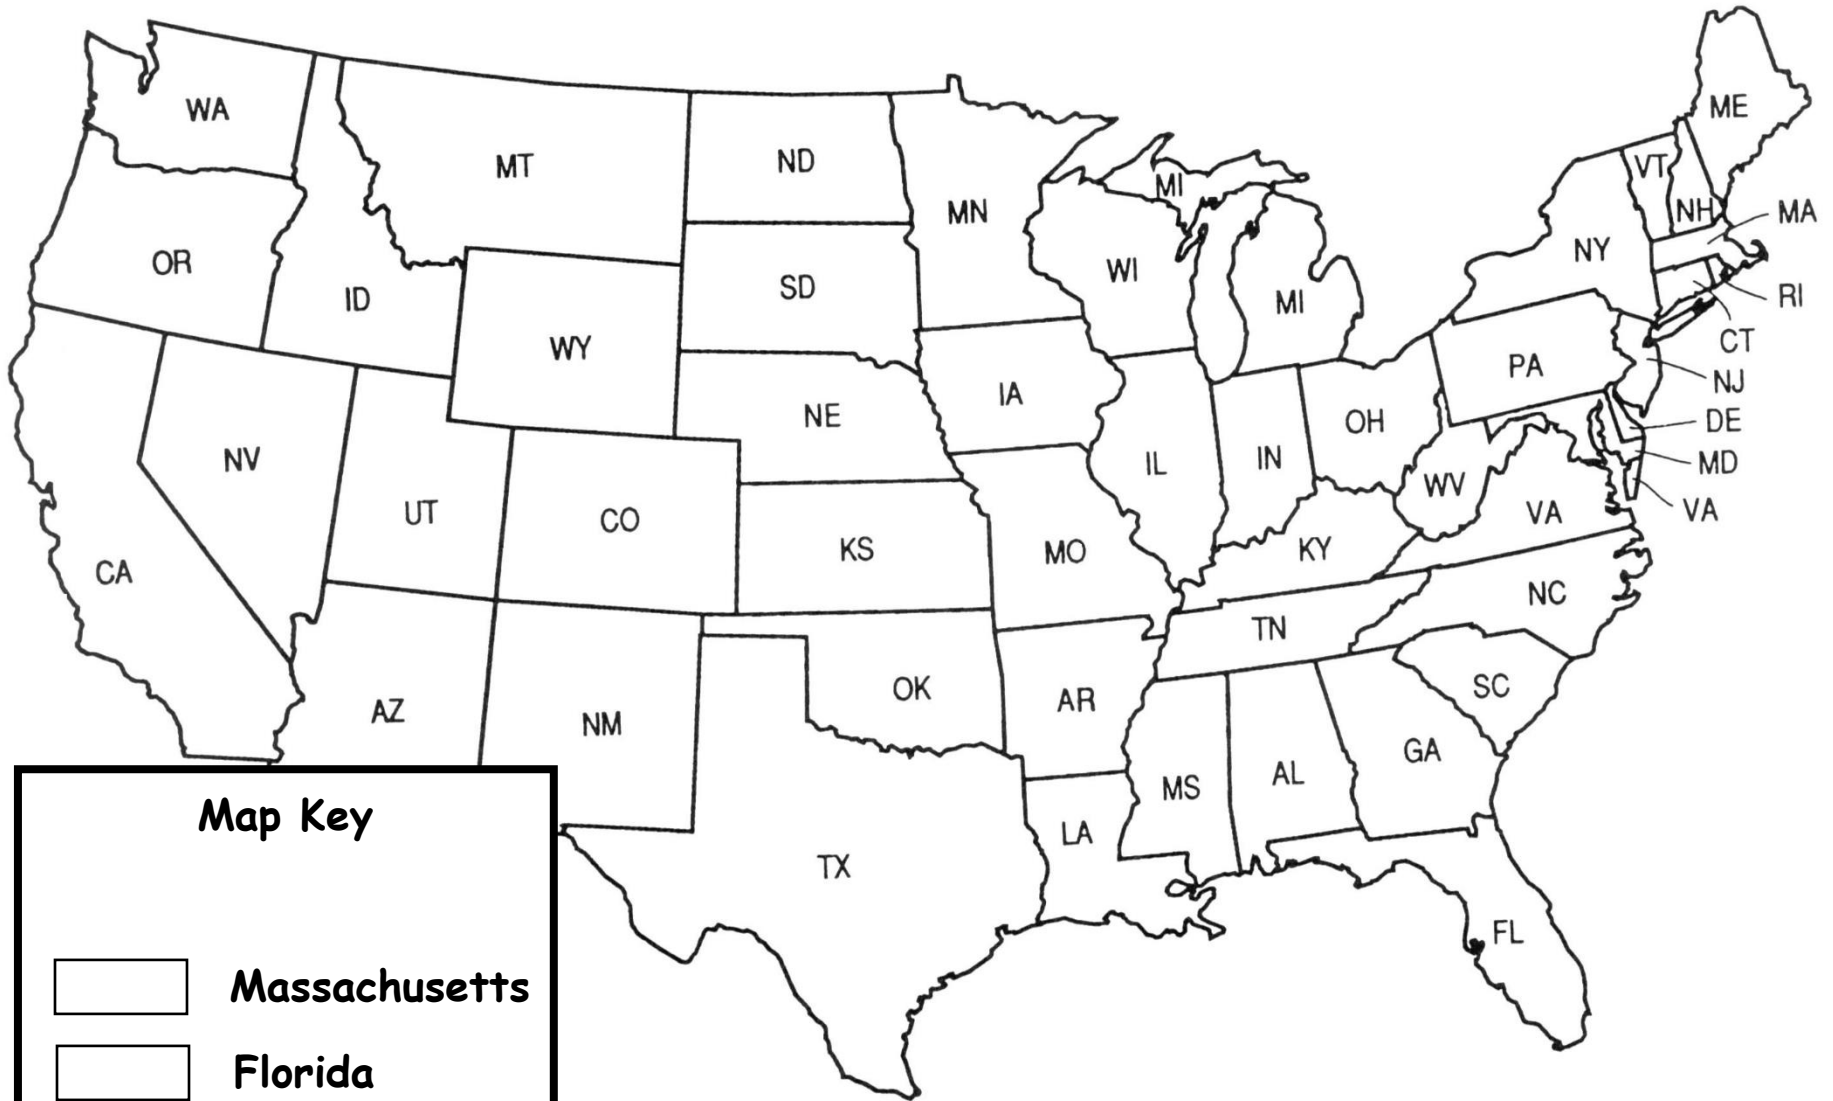 WA
MT
ND
MN
MI
ME
VT
NH
MA
OR
ID
SD
WI
MI
NY
RI
CT
WY
IA
PA
NJ
NE
OH
DE
NV
IL
IN
WV
MD
UT
CO
KS
MO
KY
VA
VA
CA
NC
TN
AZ
NM
OK
AR
SC
MS
AL
GA
LA
TX
FL
Map Key
Massachusetts
Florida